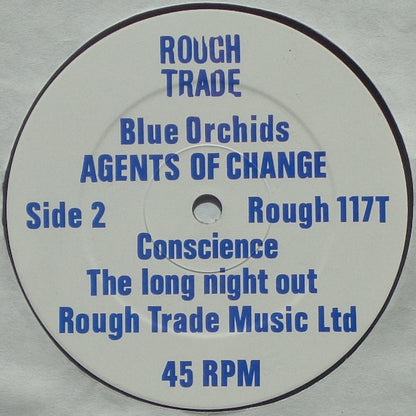 ROUGH
TRADE
Blue Orchids
AGENTS OF CHANGE
Side 2
Rough 117T
Conscience
The long night out
Rough Trade Music Ltd
45 RPM